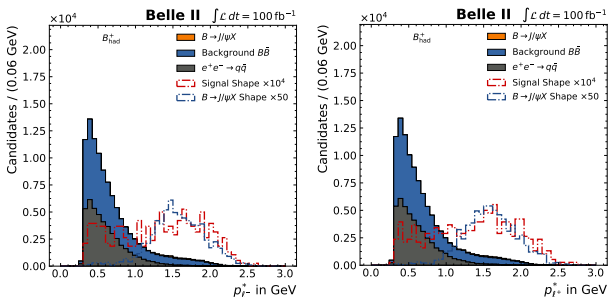 ×10⁴ Belle II ∫ℒ dt = 100 fb⁻¹
B⁺had
B → J/ψX
Background BB̄
e⁺e⁻ → qq̄
Signal Shape ×10⁴
B → J/ψX Shape ×50
Candidates / (0.06 GeV)
2.00
1.75
1.50
1.25
1.00
0.75
0.5
0.25
0.00
0.0 0.5 1.0 1.5 2.0 2.5 3.0
p*ℓ⁻ in GeV
×10⁴ Belle II ∫ℒ dt = 100 fb⁻¹
B⁺had
B → J/ψX
Background BB̄
e⁺e⁻ → qq̄
Signal Shape ×10⁴
B → J/ψX Shape ×50
Candidates / (0.06 GeV)
2.00
1.75
1.50
1.25
1.00
0.75
0.5
0.25
0.00
0.0 0.5 1.0 1.5 2.0 2.5 3.0
in GeV